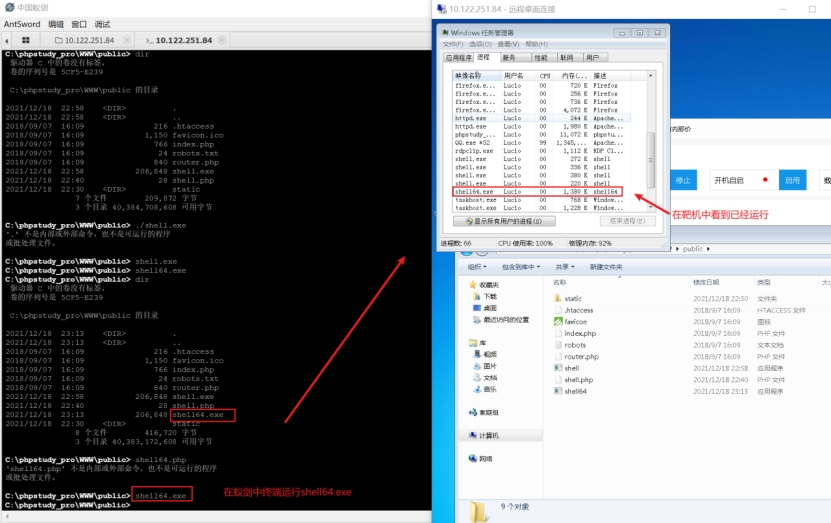 中国蚁剑
AntSword 编辑 窗口 调试
10.122.251.84
10.122.251.84
C:\phpstudy_pro\WWW\public> dir
驱动器 C 中的卷没有标签。
卷的序列号是 5CF5-E239
C:\phpstudy_pro\WWW\public 的目录
2021/12/18 22:58 <DIR> .
2021/12/18 22:58 <DIR> ..
2018/09/07 16:09 216 .htaccess
2018/09/07 16:09 1,150 favicon.ico
2018/09/07 16:09 766 index.php
2018/09/07 16:09 24 robots.txt
2018/09/07 16:09 840 router.php
2021/12/18 22:58 206,848 shell.exe
2021/12/18 22:40 28 shell.php
2021/12/18 22:30 <DIR> static
7 个文件 209,872 字节
3 个目录 40,384,708,608 可用字节
C:\phpstudy_pro\WWW\public> ./shell.exe
'.' 不是内部或外部命令，也不是可运行的程序
或批处理文件。
C:\phpstudy_pro\WWW\public> shell.exe
C:\phpstudy_pro\WWW\public> shell64.exe
C:\phpstudy_pro\WWW\public> dir
驱动器 C 中的卷没有标签。
卷的序列号是 5CF5-E239
C:\phpstudy_pro\WWW\public 的目录
2021/12/18 23:13 <DIR> .
2021/12/18 23:13 <DIR> ..
2018/09/07 16:09 216 .htaccess
2018/09/07 16:09 1,150 favicon.ico
2018/09/07 16:09 766 index.php
2018/09/07 16:09 24 robots.txt
2018/09/07 16:09 840 router.php
2021/12/18 22:58 206,848 shell.exe
2021/12/18 22:40 28 shell.php
2021/12/18 23:13 206,848 shell64.exe
2021/12/18 22:30 <DIR> static
8 个文件 416,720 字节
3 个目录 40,383,172,608 可用字节
C:\phpstudy_pro\WWW\public> shell64.php
'shell64.php' 不是内部或外部命令，也不是可运行的程序
或批处理文件。
C:\phpstudy_pro\WWW\public> shell64.exe
C:\phpstudy_pro\WWW\public>
在蚁剑中终端运行shell64.exe
10.122.251.84 - 远程桌面连接
Windows 任务管理器
文件(F) 选项(O) 查看(V) 帮助(H)
应用程序 进程 服务 性能 联网 用户
映像名称 用户名 CPU 内存(... 描述
firefox.e... Lucio 00 720 K Firefox
firefox.e... Lucio 00 256 K Firefox
firefox.e... Lucio 00 736 K Firefox
firefox.e... Lucio 00 4,072 K Firefox
httpd.exe Lucio 00 244 K Apache...
httpd.exe Lucio 00 1,980 K Apache...
phpstudy_... Lucio 00 11,072 K phpstu...
QQ.exe *32 Lucio 99 1,345,... QQ
rdpclip.exe Lucio 00 1,112 K RDP Cl...
shell.exe Lucio 00 272 K shell
shell.exe Lucio 00 336 K shell
shell.exe Lucio 00 380 K shell
shell.exe Lucio 00 220 K shell
shell64.exe Lucio 00 1,380 K shell64
taskhost.exe Lucio 00 768 K Window...
taskhost.exe Lucio 00 1,228 K Window...
显示所有用户的进程(S) 结束进程(E)
进程数: 66 CPU 使用率: 100% 物理内存: 92%
内部价
停止 开机自启 启用 数
在靶机中看到已经运行
public
组织 包含到库中 共享 新建文件夹
收藏夹
下载
桌面
最近访问的位置
库
视频
图片
文档
音乐
家庭组
计算机
网络
名称 修改日期 类型 大小
static 2021/12/18 22:30 文件夹
.htaccess 2018/9/7 16:09 HTACCESS 文件
favicon 2018/9/7 16:09 图标
index.php 2018/9/7 16:09 PHP 文件
robots 2018/9/7 16:09 文本文档
router.php 2018/9/7 16:09 PHP 文件
shell 2021/12/18 22:58 应用程序
shell.php 2021/12/18 22:40 PHP 文件
shell64 2021/12/18 23:13 应用程序
9 个对象